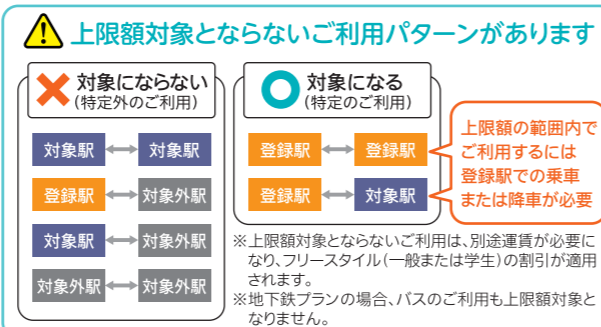 上限額対象とならないご利用パターンがあります
対象にならない
(特定外のご利用)
対象駅 対象駅
登録駅 対象外駅
対象駅 対象外駅
対象外駅 対象外駅
対象になる
(特定のご利用)
登録駅 登録駅
登録駅 対象駅
上限額の範囲内で
ご利用するには
登録駅での乗車
または降車が必要
※上限額対象とならないご利用は、別途運賃が必要に
なり、フリースタイル(一般または学生)の割引が適用
されます。
※地下鉄プランの場合、バスのご利用も上限額対象と
なりません。